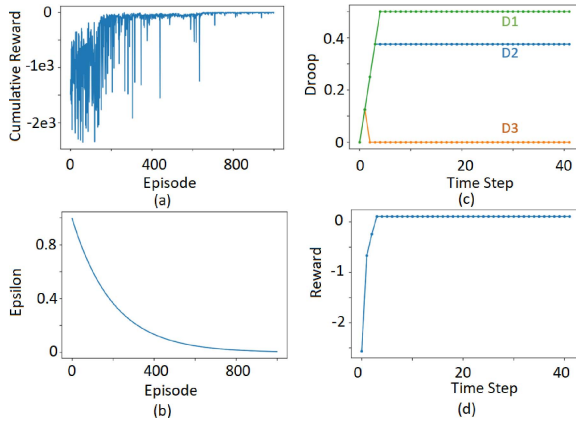 0
-1e3
-2e3
Cumulative Reward
0
400
800
Episode
(a)
0.4
0.2
0
Droop
D1
D2
D3
0
20
40
Time Step
(c)
0.8
0.4
0
Epsilon
0
400
800
Episode
(b)
0
-1
-2
Reward
0
20
40
Time Step
(d)